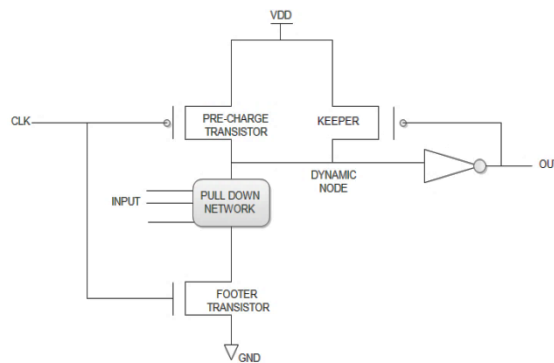 VDD
CLK
PRE-CHARGE
TRANSISTOR
KEEPER
OU
DYNAMIC
NODE
INPUT
PULL DOWN
NETWORK
FOOTER
TRANSISTOR
GND